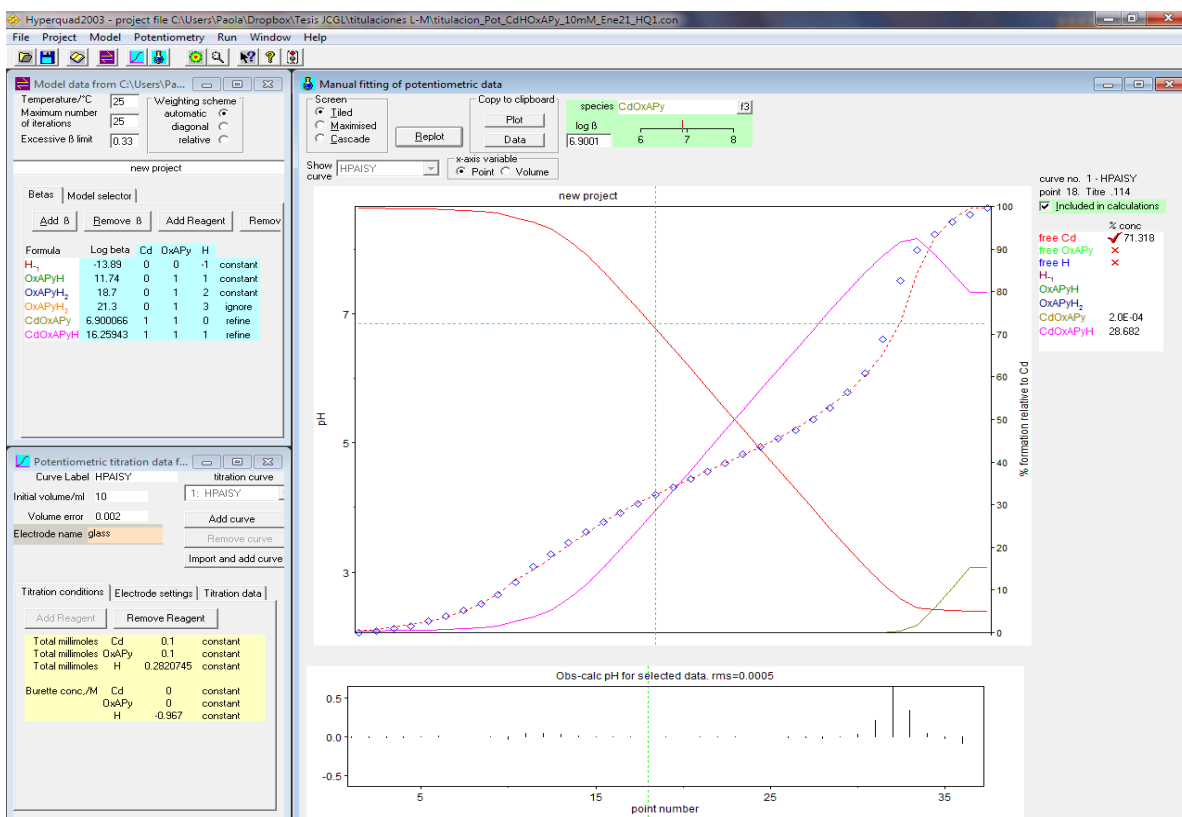 Hyperquad2003 - project file C:\Users\Paola\Dropbox\Tesis JCGL\titulaciones L-M\titulacion_Pot_CdHOxAPy_10mM_Ene21_HQ1.con
File Project Model Potentiometry Run Window Help
Model data from C:\Users\Pa...
Temperature/°C 25
Maximum number of iterations 25
Excessive ß limit 0.33
Weighting scheme
automatic
diagonal
relative
new project
Betas Model selector
Add ß Remove ß Add Reagent Remov
Formula Log beta Cd OxAPy H
H-1 -13.89 0 0 -1 constant
OxAPyH 11.74 0 1 1 constant
OxAPyH2 18.7 0 1 2 constant
OxAPyH3 21.3 0 1 3 ignore
CdOxAPy 6.900066 1 1 0 refine
CdOxAPyH 16.25943 1 1 1 refine
Potentiometric titration data f...
Curve Label HPAISY titration curve
Initial volume/ml 10 1: HPAISY
Volume error 0.002 Add curve
Electrode name glass Remove curve
Import and add curve
Titration conditions Electrode settings Titration data
Add Reagent Remove Reagent
Total millimoles Cd 0.1 constant
Total millimoles OxAPy 0.1 constant
Total millimoles H 0.2820745 constant
Burette conc,/M Cd 0 constant
OxAPy 0 constant
H -0.967 constant
Manual fitting of potentiometric data
Screen
Tiled
Maximised
Cascade
Replot
Copy to clipboard
Plot
Data
species CdOxAPy f3
log ß
6.9001 6 7 8
Show curve HPAISY
x-axis variable
Point Volume
new project
pH
7
5
3
100
90
80
70
60
50
40
30
20
10
0
% formation relative to Cd
curve no. 1 - HPAISY
point 18. Titre .114
Included in calculations
% conc
free Cd 71.318
free OxAPy
free H
H-1
OxAPyH
OxAPyH2
CdOxAPy 2.0E-04
CdOxAPyH 28.682
Obs-calc pH for selected data. rms=0.0005
0.5
0.0
-0.5
5 15 25 35
point number